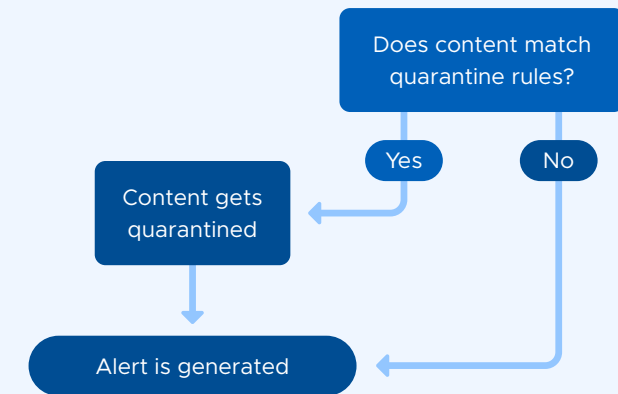 Does content match
quarantine rules?
Yes
No
Content gets
quarantined
Alert is generated